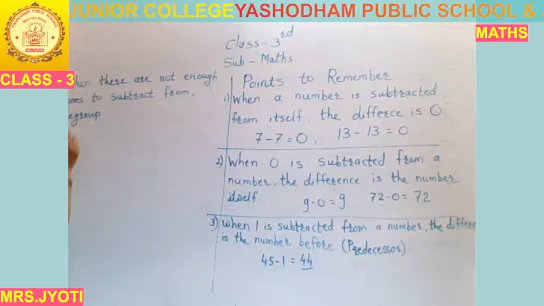 JUNIOR COLLEGE YASHODHAM PUBLIC SCHOOL &
MATHS
CLASS - 3
Class - 3rd
Sub - Maths
there are not enough
to subtract from,
egroup
Points to Remember
1) When a number is subtracted
from itself, the differce is 0
7-7=0, 13-13=0
2) When 0 is subtracted from a
number. the difference is the number
itself 9-0=9 72-0=72
3) When 1 is subtracted from a number, the differ
is the number before (Predecessor)
45-1=44
MRS.JYOTI